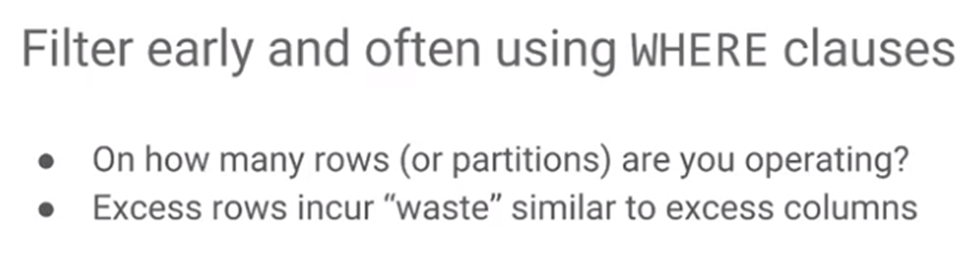 Filter early and often using WHERE clauses
● On how many rows (or partitions) are you operating?
● Excess rows incur “waste” similar to excess columns